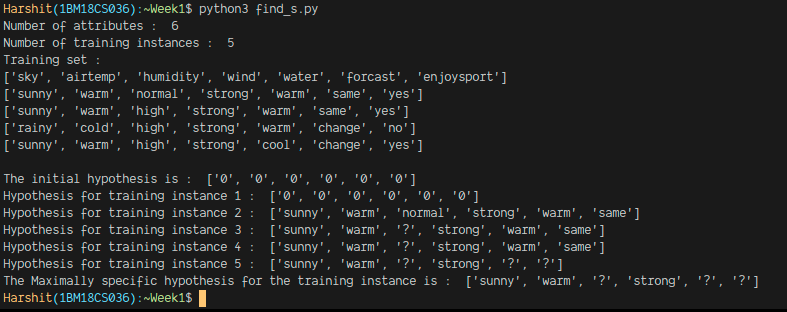 Harshit(1BM18CS036):~Week1$ python3 find_s.py
Number of attributes :  6
Number of training instances :  5
Training set :
['sky', 'airtemp', 'humidity', 'wind', 'water', 'forcast', 'enjoysport']
['sunny', 'warm', 'normal', 'strong', 'warm', 'same', 'yes']
['sunny', 'warm', 'high', 'strong', 'warm', 'same', 'yes']
['rainy', 'cold', 'high', 'strong', 'warm', 'change', 'no']
['sunny', 'warm', 'high', 'strong', 'cool', 'change', 'yes']
The initial hypothesis is :  ['0', '0', '0', '0', '0', '0']
Hypothesis for training instance 1 :  ['0', '0', '0', '0', '0', '0']
Hypothesis for training instance 2 :  ['sunny', 'warm', 'normal', 'strong', 'warm', 'same']
Hypothesis for training instance 3 :  ['sunny', 'warm', '?', 'strong', 'warm', 'same']
Hypothesis for training instance 4 :  ['sunny', 'warm', '?', 'strong', 'warm', 'same']
Hypothesis for training instance 5 :  ['sunny', 'warm', '?', 'strong', '?', '?']
The Maximally specific hypothesis for the training instance is :  ['sunny', 'warm', '?', 'strong', '?', '?']
Harshit(1BM18CS036):~Week1$